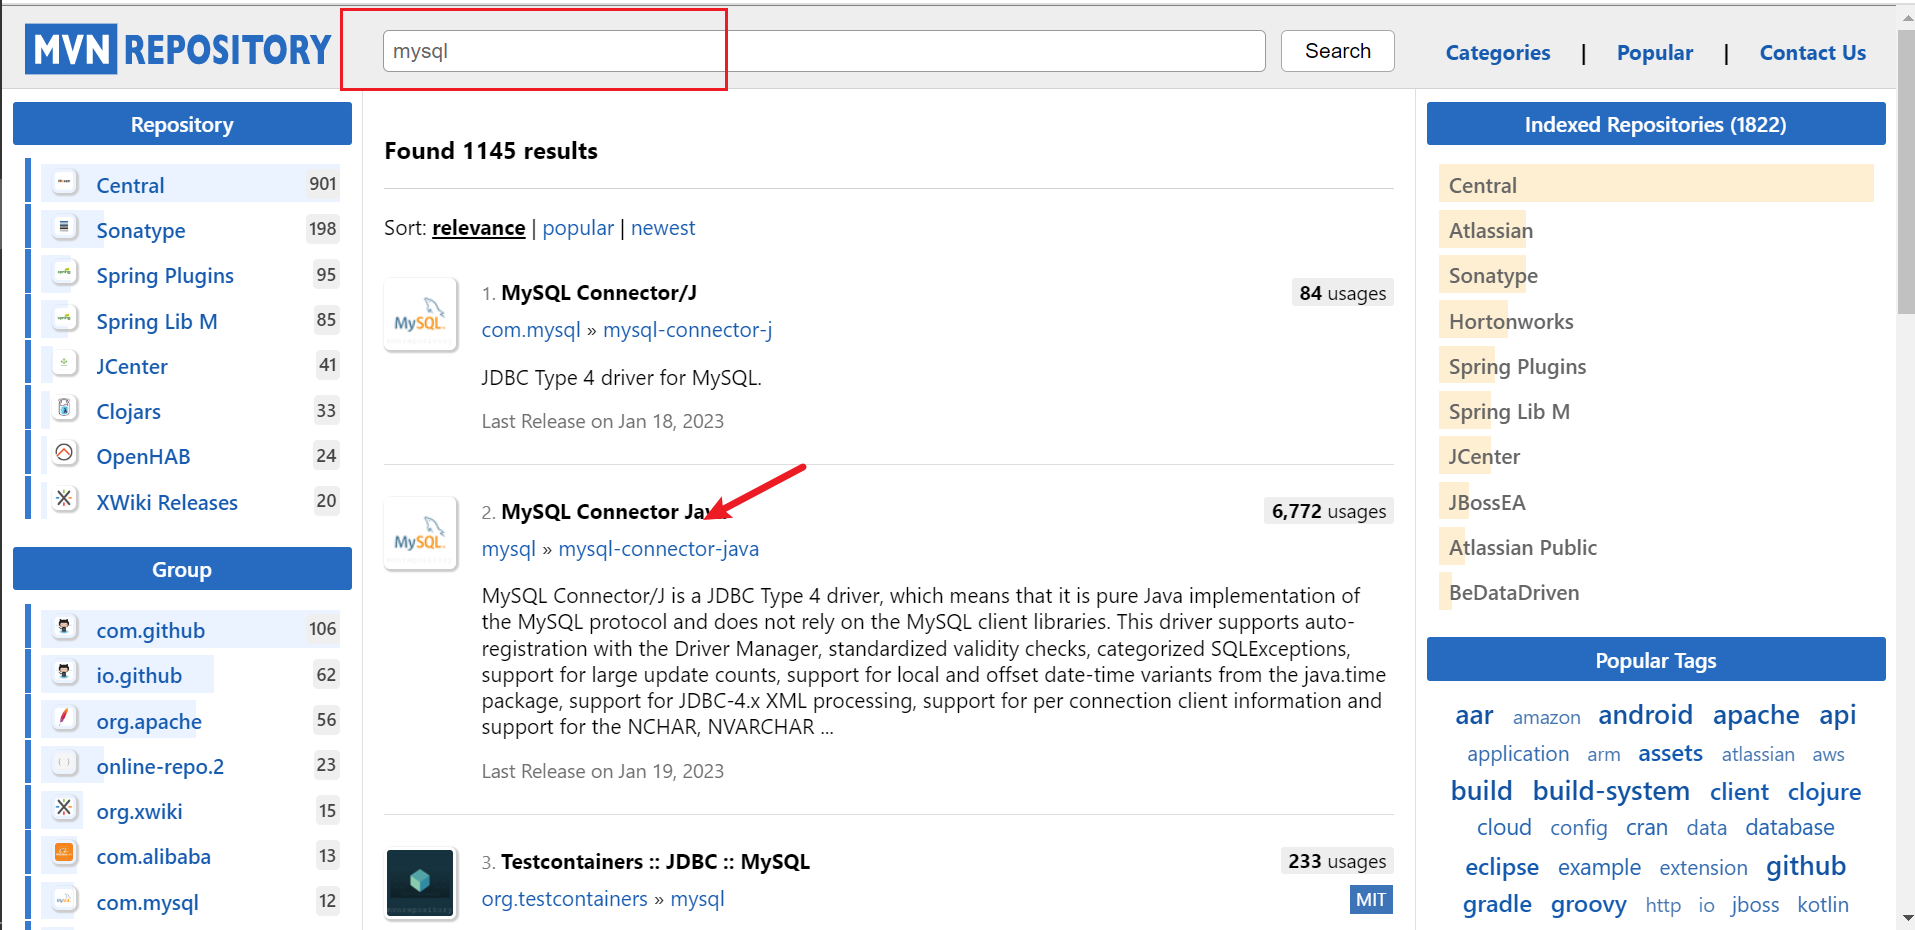 MVN REPOSITORY
mysql
Search
Categories | Popular | Contact Us
Repository
Central 901
Sonatype 198
Spring Plugins 95
Spring Lib M 85
JCenter 41
Clojars 33
OpenHAB 24
XWiki Releases 20
Group
com.github 106
io.github 62
org.apache 56
online-repo.2 23
org.xwiki 15
com.alibaba 13
com.mysql 12
Found 1145 results
Sort: relevance | popular | newest
1. MySQL Connector/J
84 usages
com.mysql » mysql-connector-j
JDBC Type 4 driver for MySQL.
Last Release on Jan 18, 2023
MySQL
2. MySQL Connector Java
6,772 usages
mysql » mysql-connector-java
MySQL Connector/J is a JDBC Type 4 driver, which means that it is pure Java implementation of
the MySQL protocol and does not rely on the MySQL client libraries. This driver supports auto-
registration with the Driver Manager, standardized validity checks, categorized SQLExceptions,
support for large update counts, support for local and offset date-time variants from the java.time
package, support for JDBC-4.x XML processing, support for per connection client information and
support for the NCHAR, NVARCHAR ...
Last Release on Jan 19, 2023
MySQL
3. Testcontainers :: JDBC :: MySQL
233 usages
org.testcontainers » mysql
MIT
Indexed Repositories (1822)
Central
Atlassian
Sonatype
Hortonworks
Spring Plugins
Spring Lib M
JCenter
JBossEA
Atlassian Public
BeDataDriven
Popular Tags
aar amazon android apache api
application arm assets atlassian aws
build build-system client clojure
cloud config cran data database
eclipse example extension github
gradle groovy http io jboss kotlin